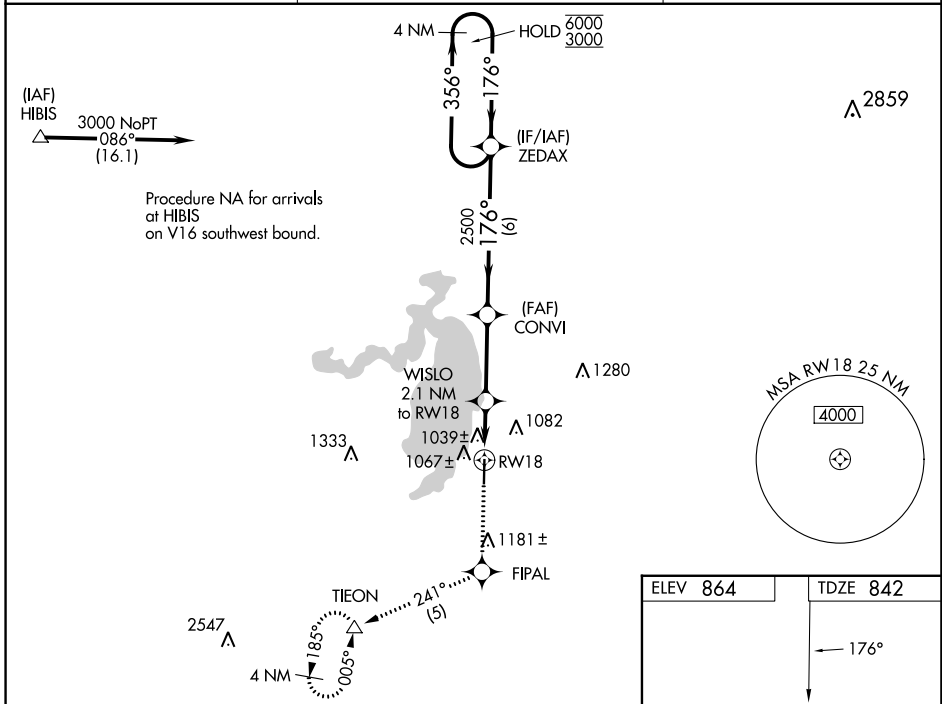 4 NM
HOLD 6000
3000
356°
176°
(IAF)
HIBIS
3000 NoPT
086°
(16.1)
2859
(IF/IAF)
ZEDAX
Procedure NA for arrivals
at HIBIS
on V16 southwest bound.
2500
176°
(6)
(FAF)
CONVI
1280
WISLO
2.1 NM
to RW18
1082
1333
1039±
1067±
RW18
MSA RW18 25 NM
4000
1181±
FIPAL
241°
(5)
TIEON
2547
185°
005°
4 NM
ELEV 864
TDZE 842
176°